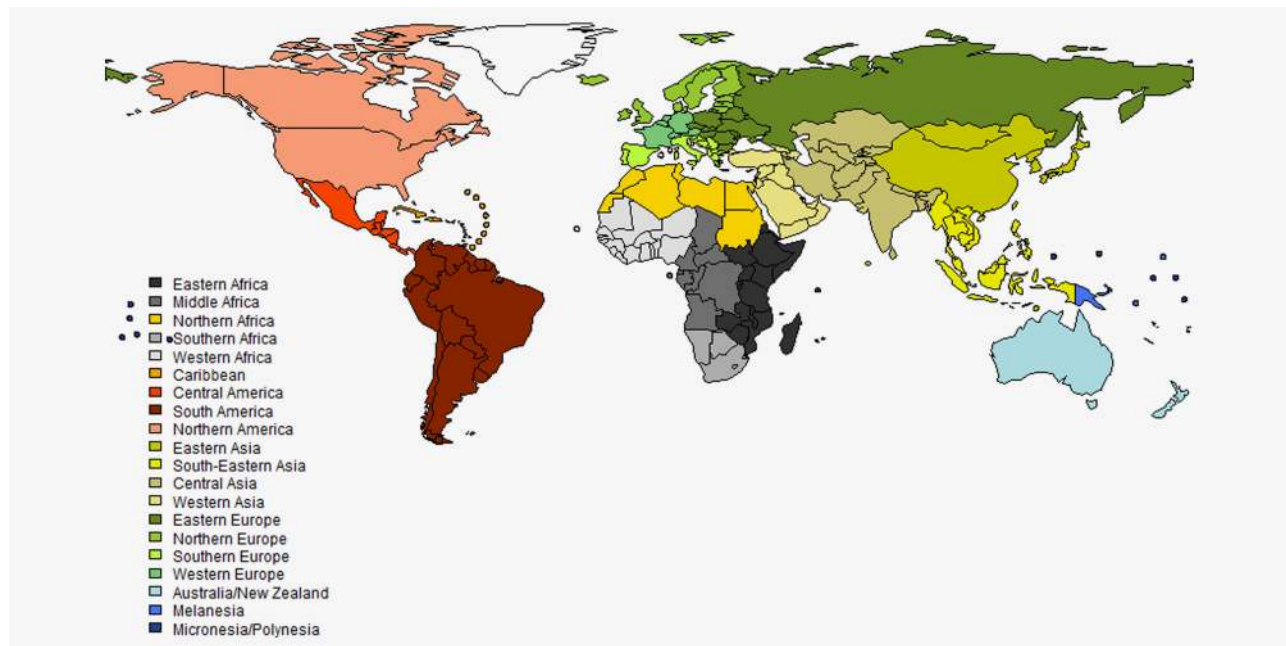 Eastern Africa
Middle Africa
Northern Africa
Southern Africa
Western Africa
Caribbean
Central America
South America
Northern America
Eastern Asia
South-Eastern Asia
Central Asia
Western Asia
Eastern Europe
Northern Europe
Southern Europe
Western Europe
Australia/New Zealand
Melanesia
Micronesia/Polynesia